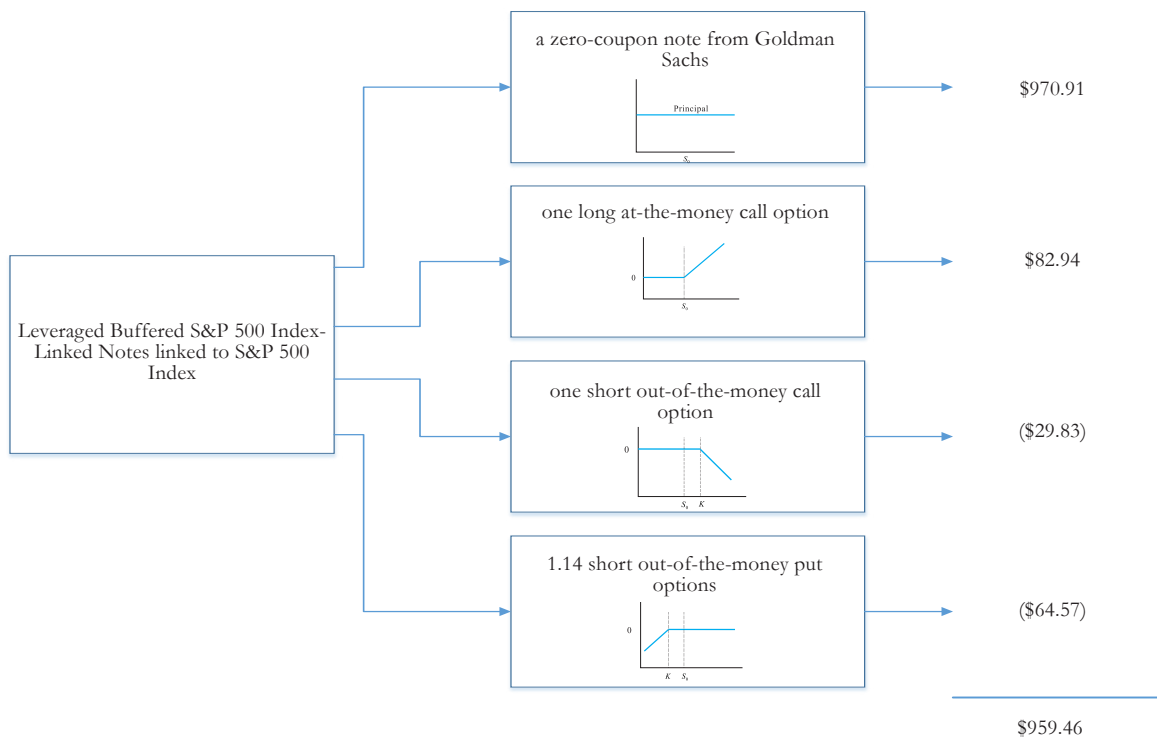 a zero-coupon note from Goldman
Sachs
Principal
S₀
$970.91
one long at-the-money call option
0
S₀
$82.94
Leveraged Buffered S&P 500 Index-
Linked Notes linked to S&P 500
Index
one short out-of-the-money call
option
0
S₀ K
($29.83)
1.14 short out-of-the-money put
options
0
K S₀
($64.57)
$959.46